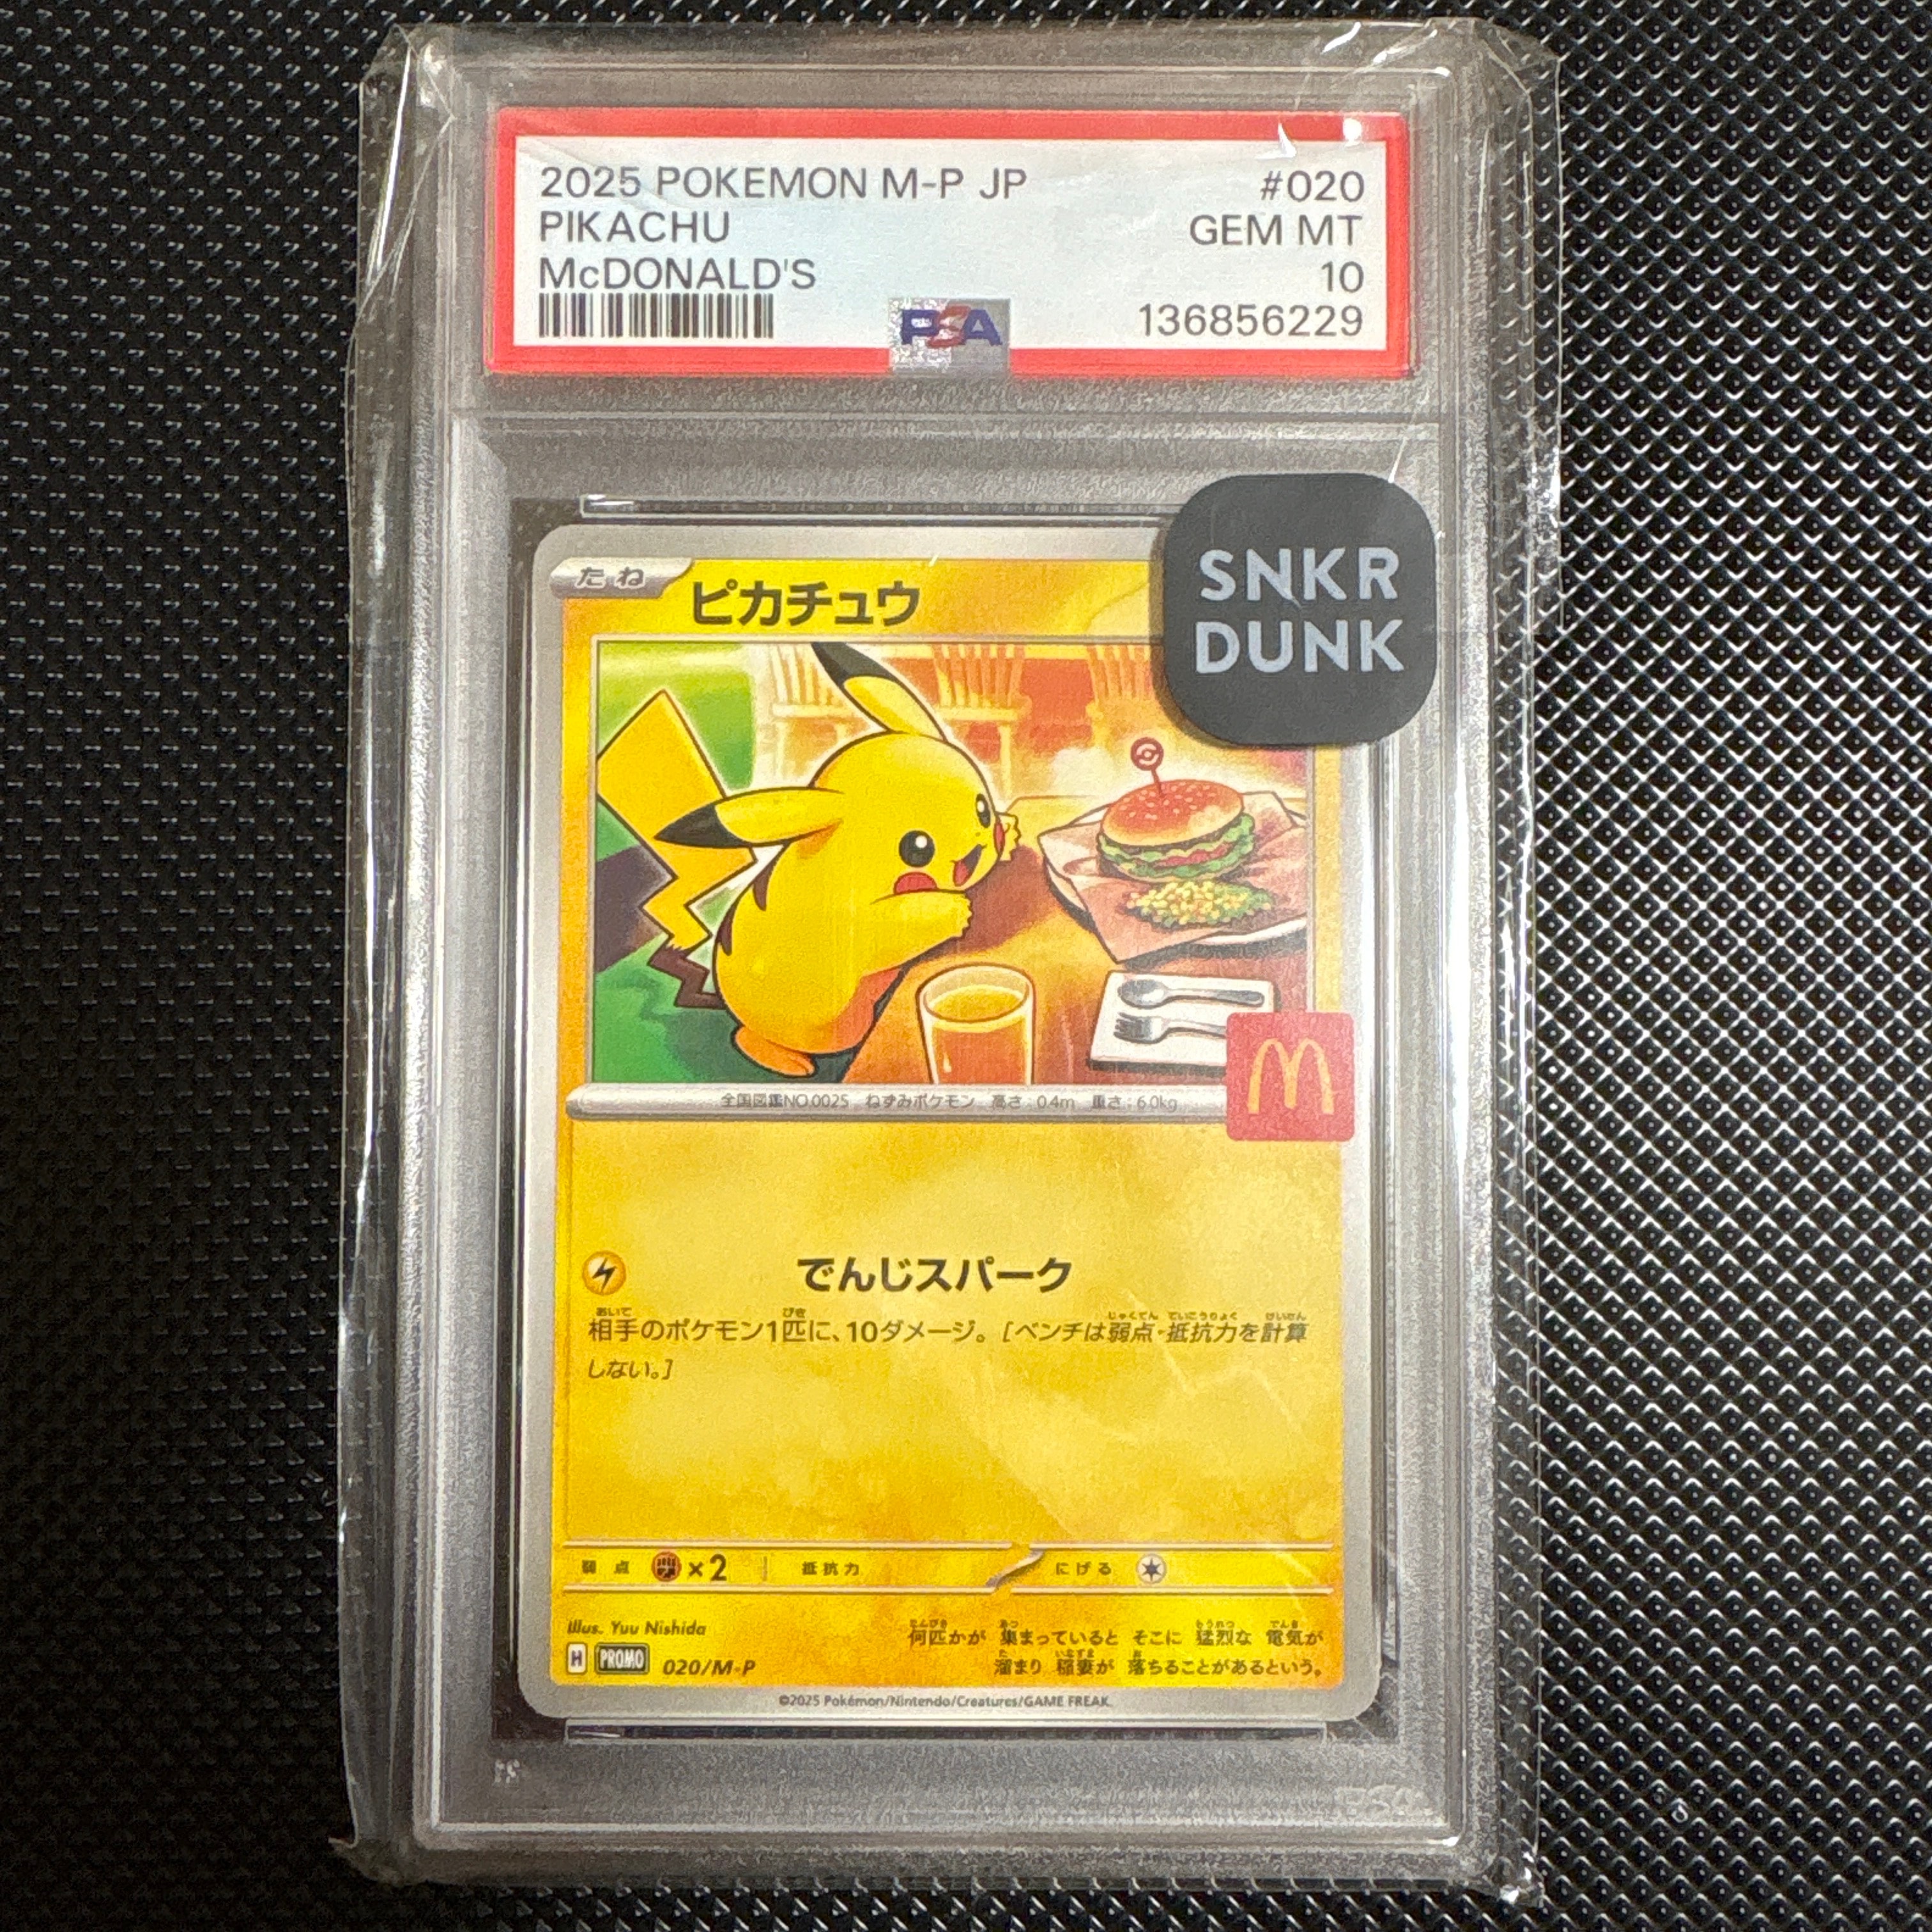 2025 POKEMON M-P JP #020
PIKACHU GEM MT
McDONALD'S 10
PSA 136856229
SNKR
DUNK
たね ピカチュウ
M
全国図鑑NO.0025 ねずみポケモン 高さ:0.4m 重さ:6.0kg
でんじスパーク
相手のポケモン1匹に、10ダメージ。[ベンチは弱点・抵抗力を計算
しない。]
弱点 ×2 抵抗力 にげる
Illus. Yuu Nishida
何匹かが 集まっていると そこに 猛烈な 電気が
溜まり 稲妻が 落ちることがあるという。
H PROMO 020/M-P
©2025 Pokémon/Nintendo/Creatures/GAME FREAK.